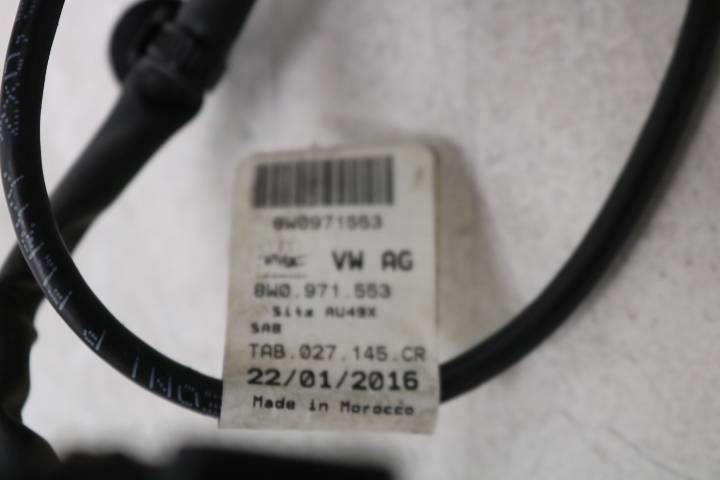 8W0971553
VW AG
8W0.971.553
Sitz AU49X
SAB
TAB.027.145.CR
22/01/2016
Made in Morocco